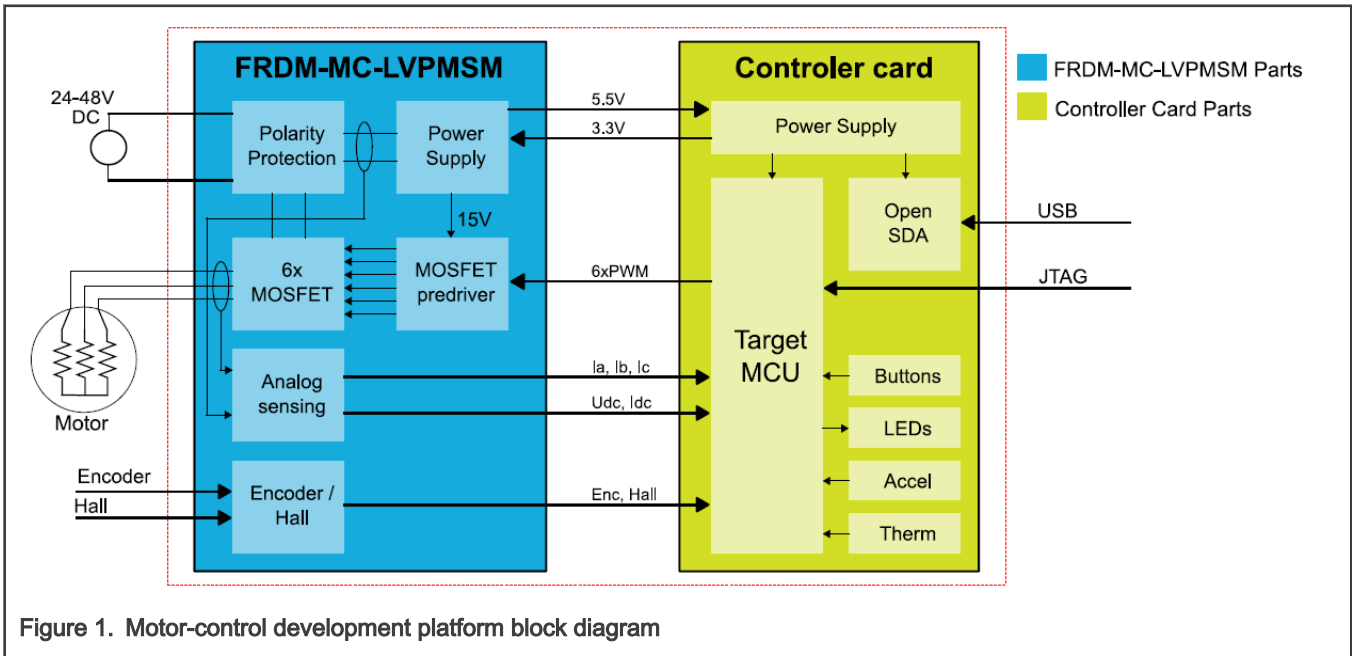 FRDM-MC-LVPMSM
Controler card
FRDM-MC-LVPMSM Parts
Controller Card Parts
24-48V
DC
Polarity
Protection
Power
Supply
5.5V
3.3V
Power Supply
15V
Open
SDA
USB
JTAG
6x
MOSFET
MOSFET
predriver
6xPWM
Target
MCU
Motor
Analog
sensing
Ia, Ib, Ic
Udc, Idc
Buttons
LEDs
Accel
Therm
Encoder
Hall
Encoder /
Hall
Enc, Hall
Figure 1. Motor-control development platform block diagram